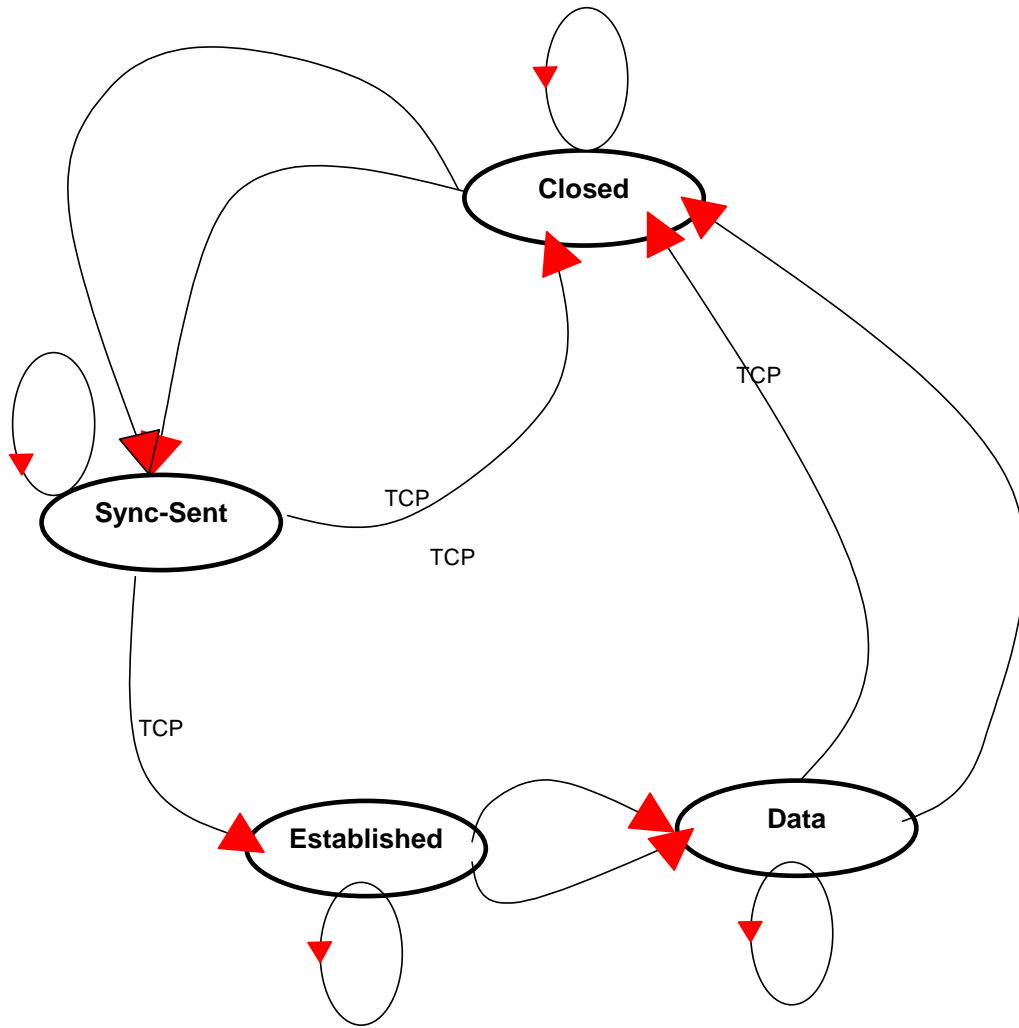 Closed
TCP
Sync-Sent
TCP
TCP
TCP
Data
Established